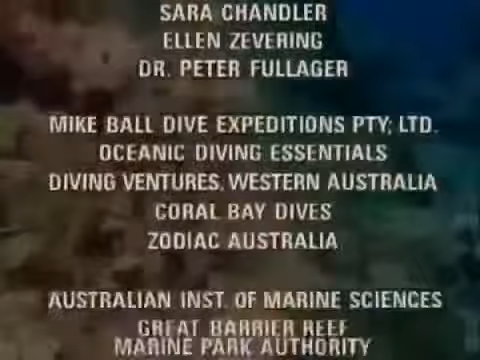 SARA CHANDLER
ELLEN ZEVERING
DR. PETER FULLAGER
MIKE BALL DIVE EXPEDITIONS PTY; LTD.
OCEANIC DIVING ESSENTIALS
DIVING VENTURES, WESTERN AUSTRALIA
CORAL BAY DIVES
ZODIAC AUSTRALIA
AUSTRALIAN INST. OF MARINE SCIENCES
GREAT BARRIER REEF
MARINE PARK AUTHORITY